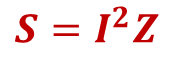 S = I²Z